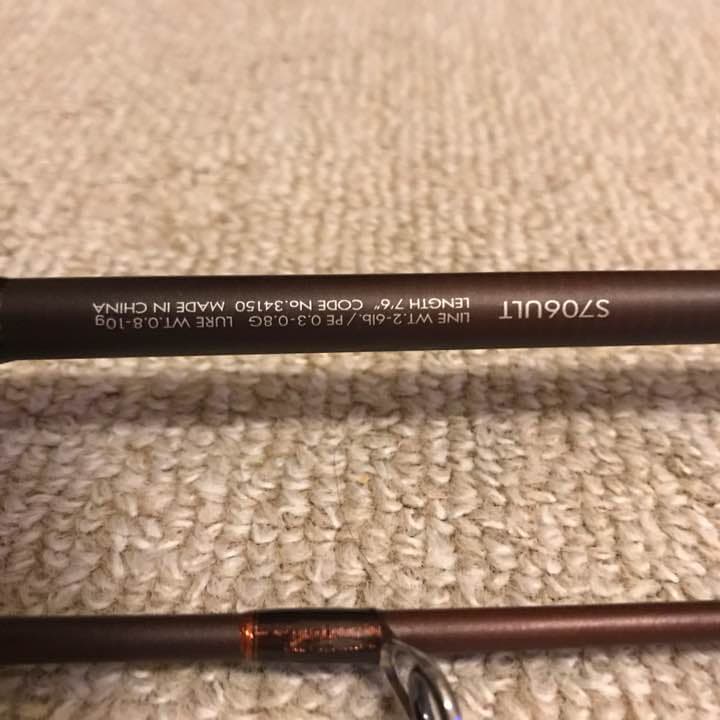 S706ULT
LINE WT.2-6lb./PE 0.3-0.8G LURE WT.0.8-10g
LENGTH 7'6" CODE No.34150 MADE IN CHINA